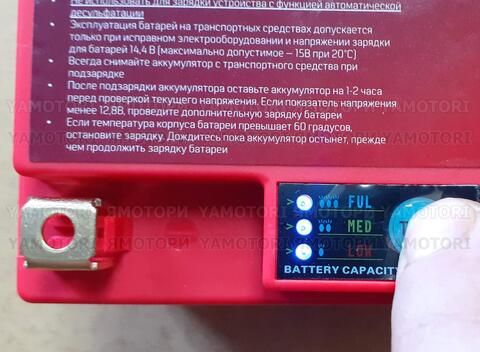 Не использовать для зарядки устройства с функцией автоматической
десульфатации
• Эксплуатация батарей на транспортных средствах допускается
только при исправном электрооборудовании и напряжении зарядки
для батарей 14,4 В (максимально допустимое — 15В при 20°С)
• Всегда снимайте аккумулятор с транспортного средства при
подзарядке
• После подзарядки аккумулятора оставьте аккумулятор на 1-2 часа
перед проверкой текущего напряжения. Если показатель напряжения
менее 12,8В, проведите дополнительную зарядку батареи
• Если температура корпуса батареи превышает 60 градусов,
остановите зарядку. Дождитесь пока аккумулятор остынет, прежде
чем продолжить зарядку батареи
YAMOTORI ЯМОТОРИ YAMOTORI ЯМОТОРИ YAMOTORI
> FUL
> MED
> LOW
BATTERY CAPACITY